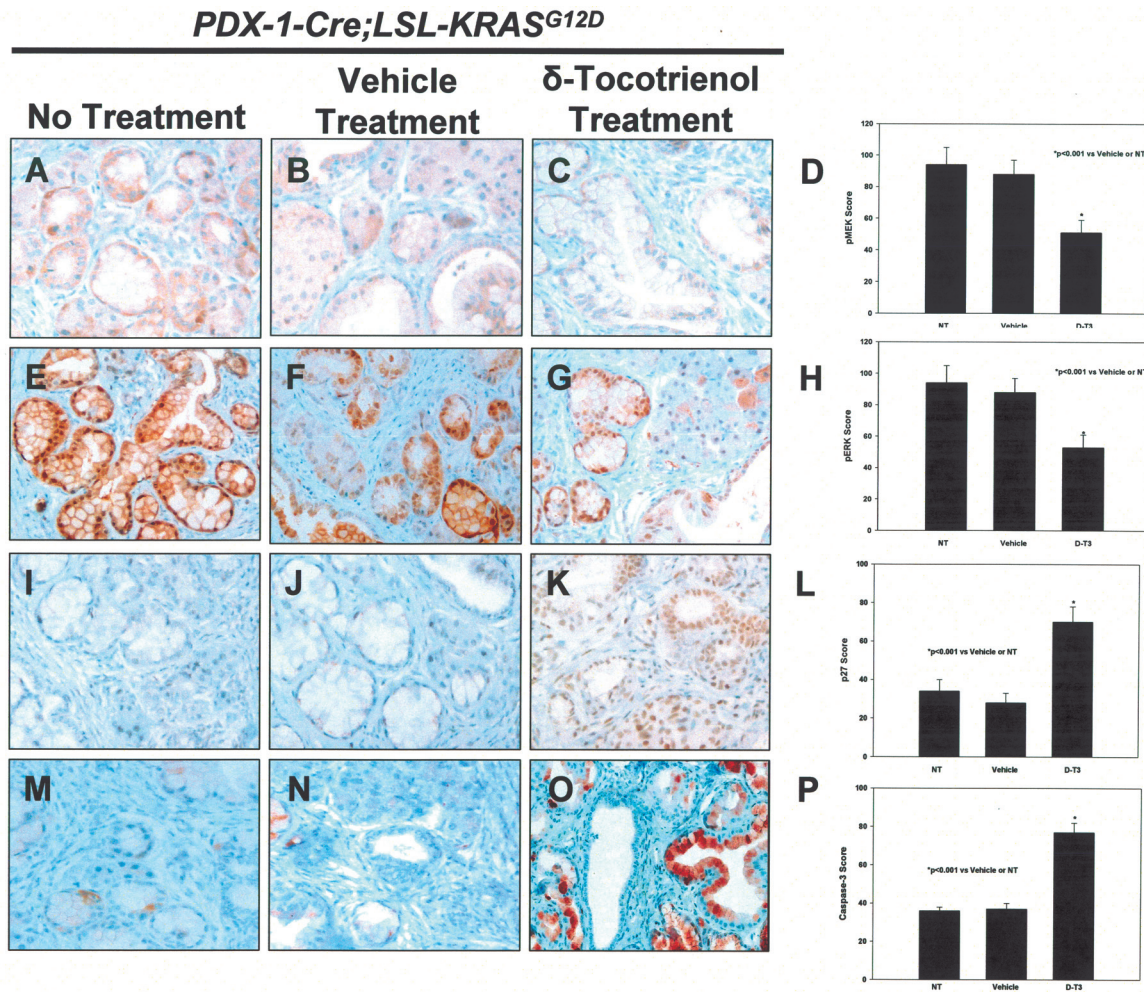 PDX-1-Cre;LSL-KRASG12D
No Treatment
Vehicle
Treatment
δ-Tocotrienol
Treatment
A
B
C
D
120
100
80
60
40
20
0
pMEK Score
*p<0.001 vs Vehicle or NT
*
NT
Vehicle
D-T3
E
F
G
H
120
100
80
60
40
20
0
pERK Score
*p<0.001 vs Vehicle or NT
*
NT
Vehicle
D-T3
I
J
K
L
100
80
60
40
20
0
p27 Score
*p<0.001 vs Vehicle or NT
*
NT
Vehicle
D-T3
M
N
O
P
100
80
60
40
20
0
Caspase-3 Score
*p<0.001 vs Vehicle or NT
*
NT
Vehicle
D-T3